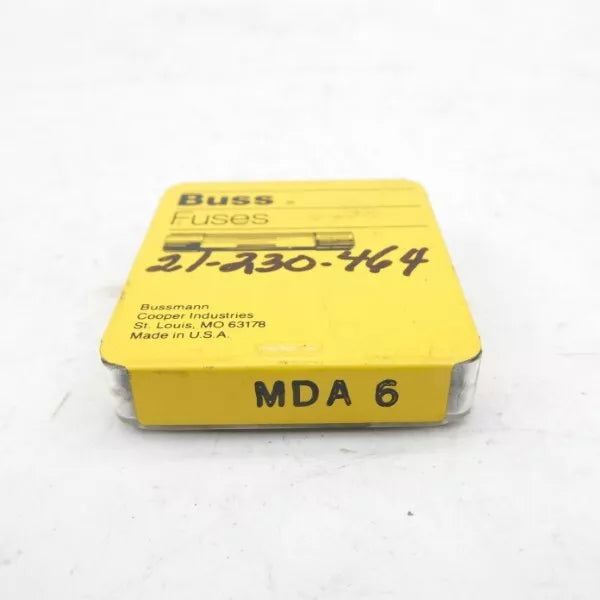 Buss
Fuses
21-230-464
Bussmann
Cooper Industries
St. Louis, MO 63178
Made in U.S.A.
MDA 6